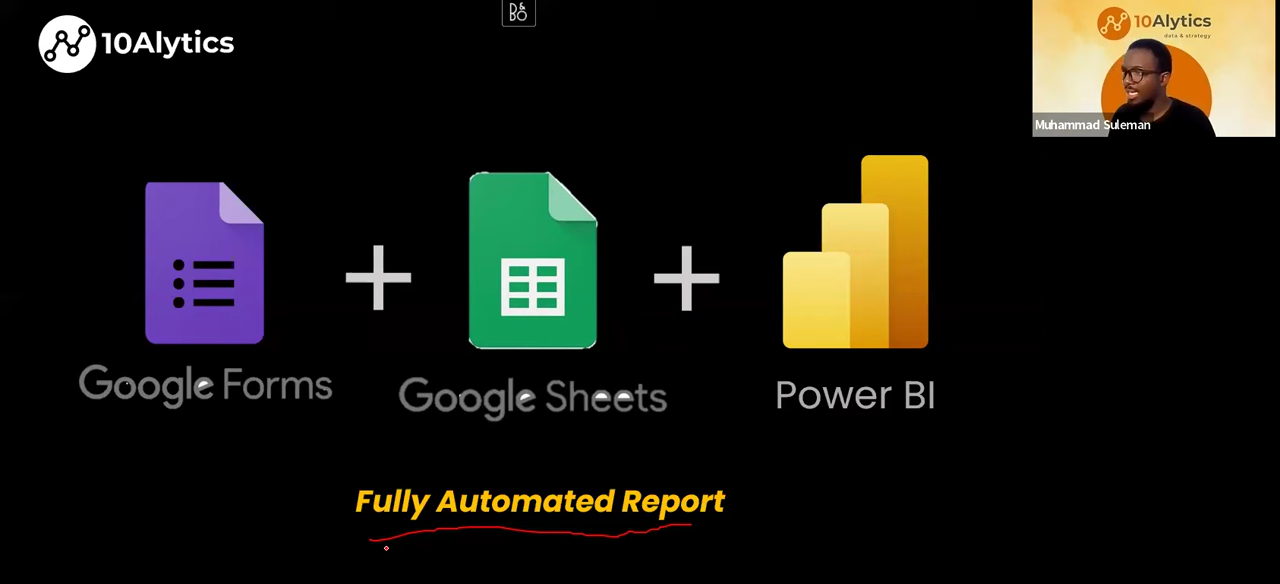 10Alytics
B&O
10Alytics
data & strategy
Muhammad Suleman
Google Forms
Google Sheets
Power BI
Fully Automated Report